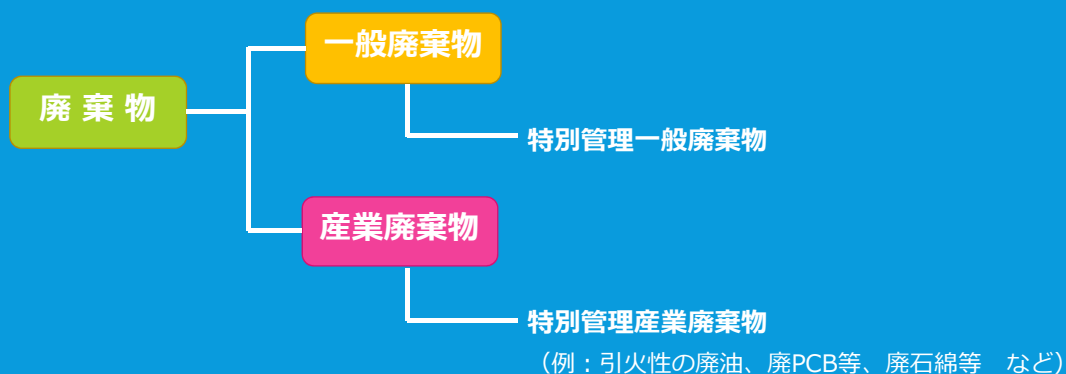 一般廃棄物
廃 棄 物
特別管理一般廃棄物
産業廃棄物
特別管理産業廃棄物
（例：引火性の廃油、廃PCB等、廃石綿等　など）